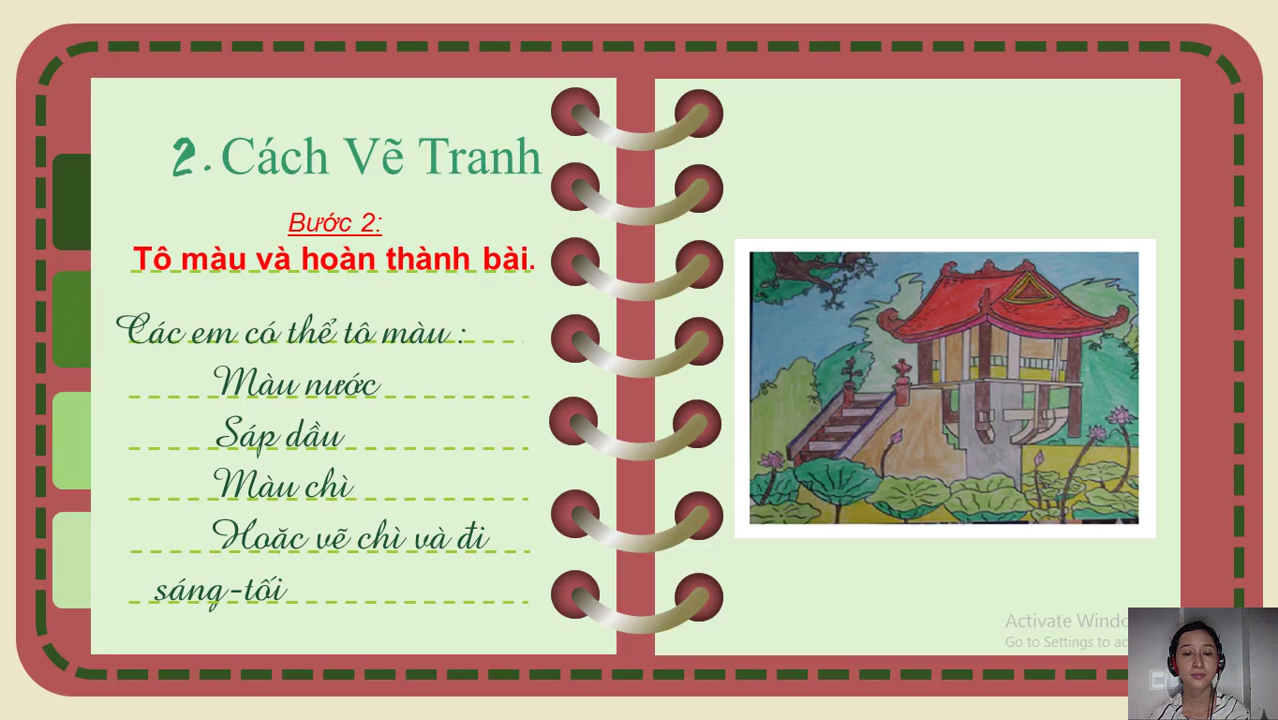 2. Cách Vẽ Tranh
Bước 2:
Tô màu và hoàn thành bài.
Các em có thể tô màu :
Màu nước
Sáp dầu
Màu chì
Hoặc vẽ chì và đi
sáng-tối
Activate Windo
Go to Settings to ac